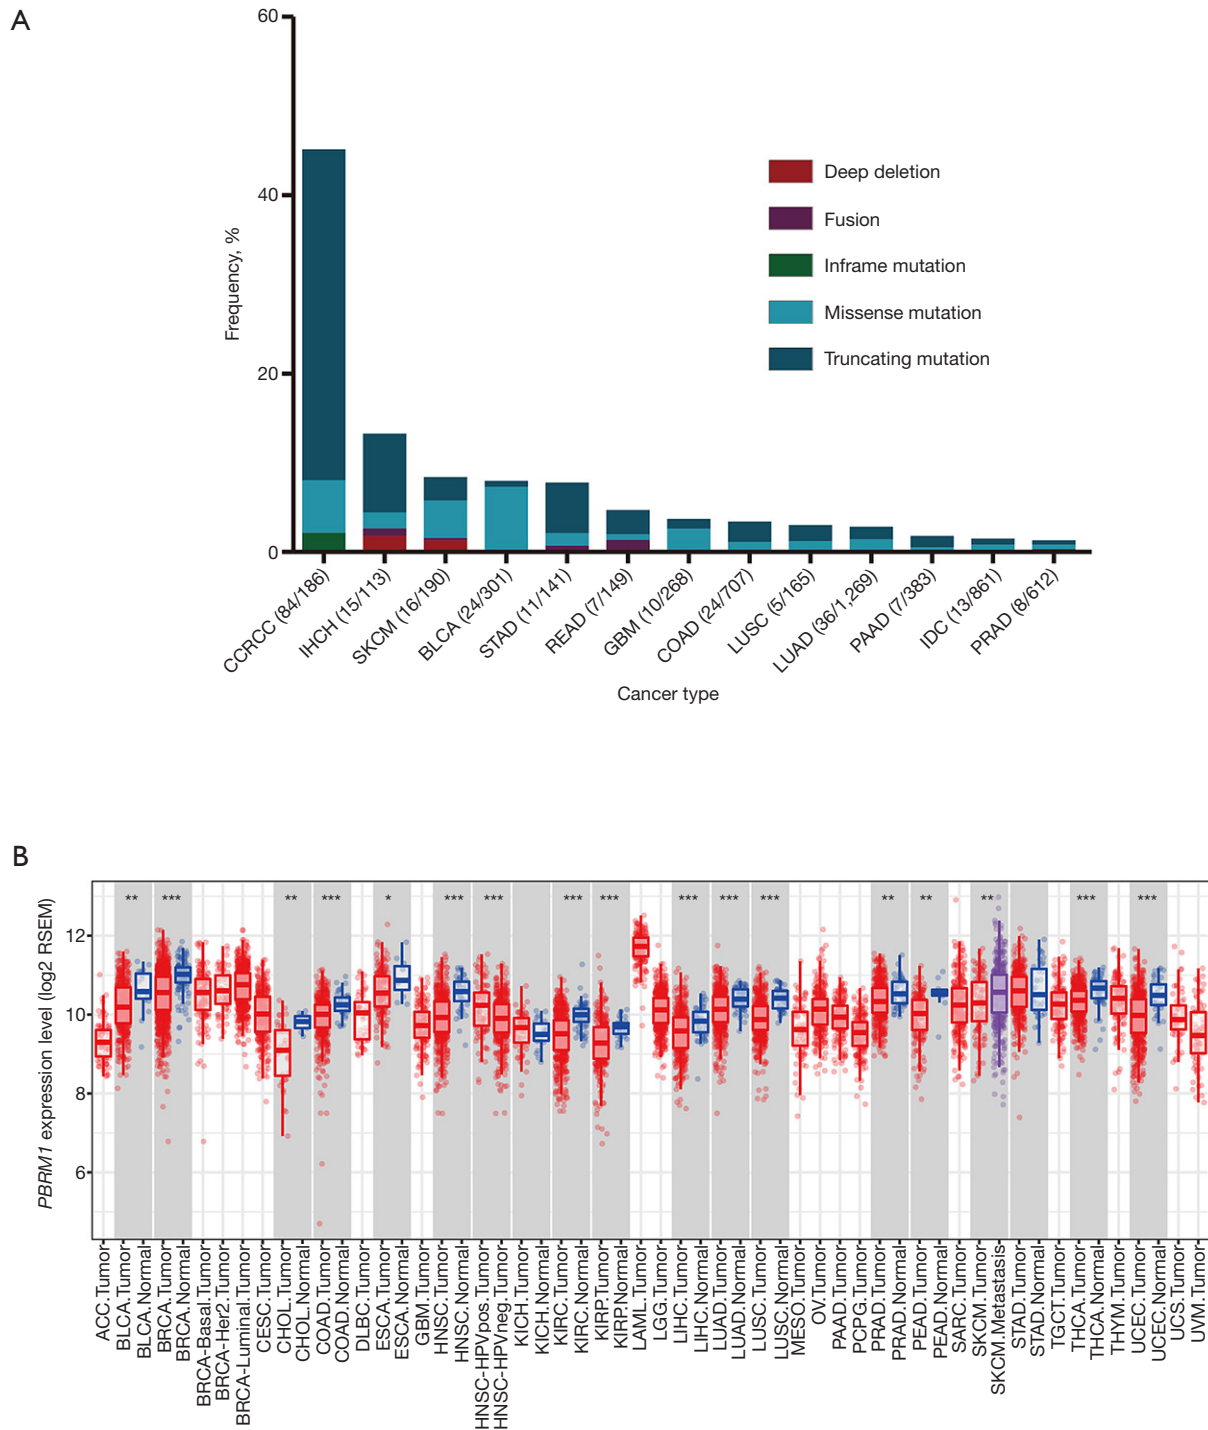 A
60
40
20
0
Frequency, %
Deep deletion
Fusion
Inframe mutation
Missense mutation
Truncating mutation
CCRCC (84/186)
IHCH (15/113)
SKCM (16/190)
BLCA (24/301)
STAD (11/141)
READ (7/149)
GBM (10/268)
COAD (24/707)
LUSC (5/165)
LUAD (36/1,269)
PAAD (7/383)
IDC (13/861)
PRAD (8/612)
Cancer type
B
** *** ** *** * *** *** *** *** *** *** *** ** ** ** *** ***
12
10
8
6
PBRM1 expression level (log2 RSEM)
ACC.Tumor
BLCA.Tumor
BLCA.Normal
BRCA.Tumor
BRCA.Normal
BRCA-Basal.Tumor
BRCA-Her2.Tumor
BRCA-Luminal.Tumor
CESC.Tumor
CHOL.Tumor
CHOL.Normal
COAD.Tumor
COAD.Normal
DLBC.Tumor
ESCA.Tumor
ESCA.Normal
GBM.Tumor
HNSC.Tumor
HNSC.Normal
HNSC-HPVpos.Tumor
HNSC-HPVneg.Tumor
KICH.Tumor
KICH.Normal
KIRC.Tumor
KIRC.Normal
KIRP.Tumor
KIRP.Normal
LAML.Tumor
LGG.Tumor
LIHC.Tumor
LIHC.Normal
LUAD.Tumor
LUAD.Normal
LUSC.Tumor
LUSC.Normal
MESO.Tumor
OV.Tumor
PAAD.Tumor
PCPG.Tumor
PRAD.Tumor
PRAD.Normal
PEAD.Tumor
PEAD.Normal
SARC.Tumor
SKCM.Tumor
SKCM.Metastasis
STAD.Tumor
STAD.Normal
TGCT.Tumor
THCA.Tumor
THCA.Normal
THYM.Tumor
UCEC.Tumor
UCEC.Normal
UCS.Tumor
UVM.Tumor